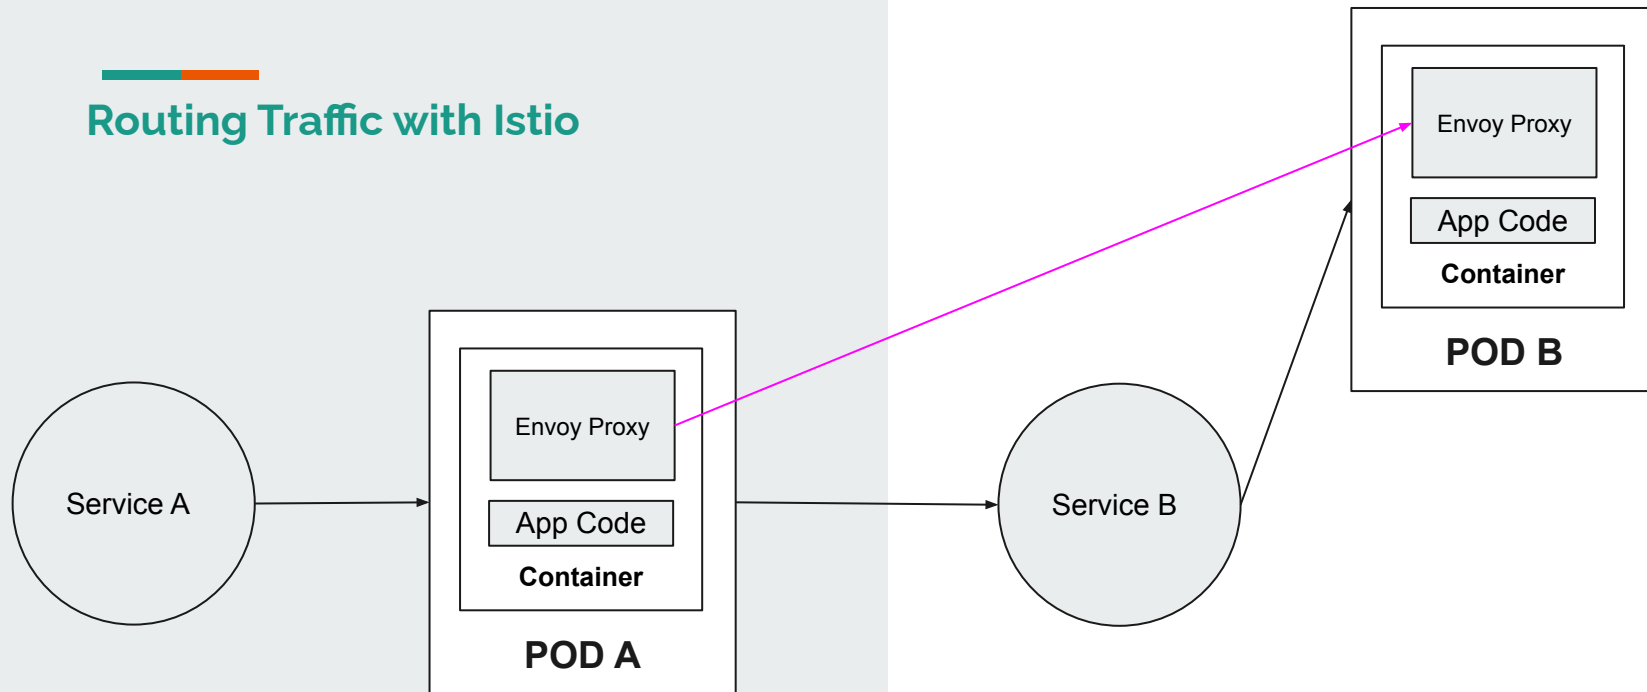 Routing Traffic with Istio
Service A
Envoy Proxy
App Code
Container
POD A
Service B
Envoy Proxy
App Code
Container
POD B